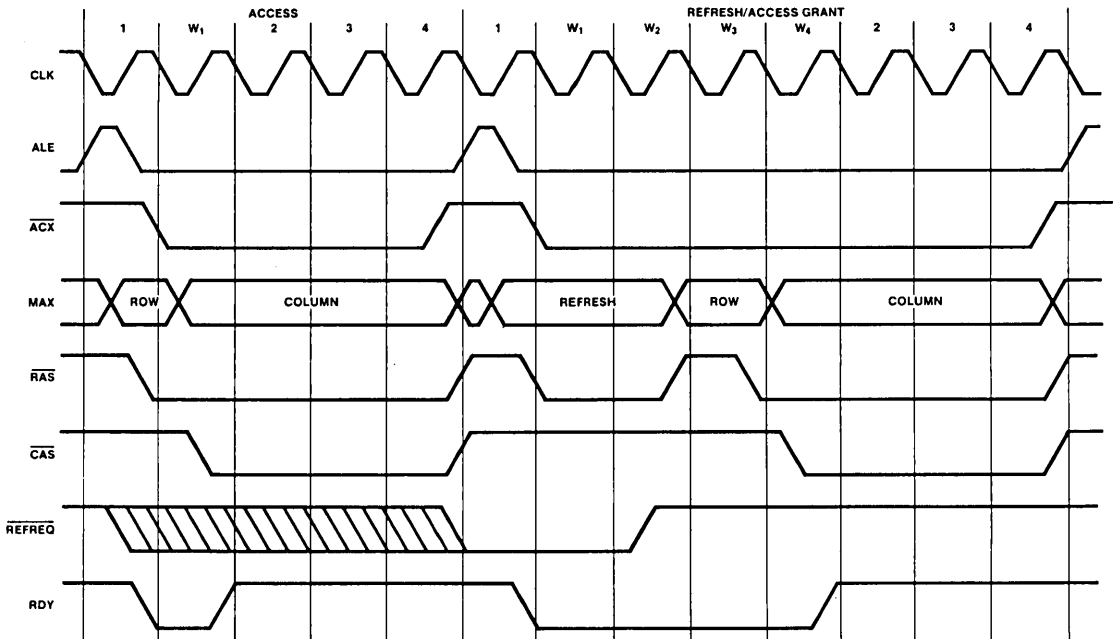 ACCESS REFRESH/ACCESS GRANT
1 W1 2 3 4 1 W1 W2 W3 W4 2 3 4
CLK
ALE
ACX
MAX ROW COLUMN REFRESH ROW COLUMN
RAS
CAS
REFREQ
RDY